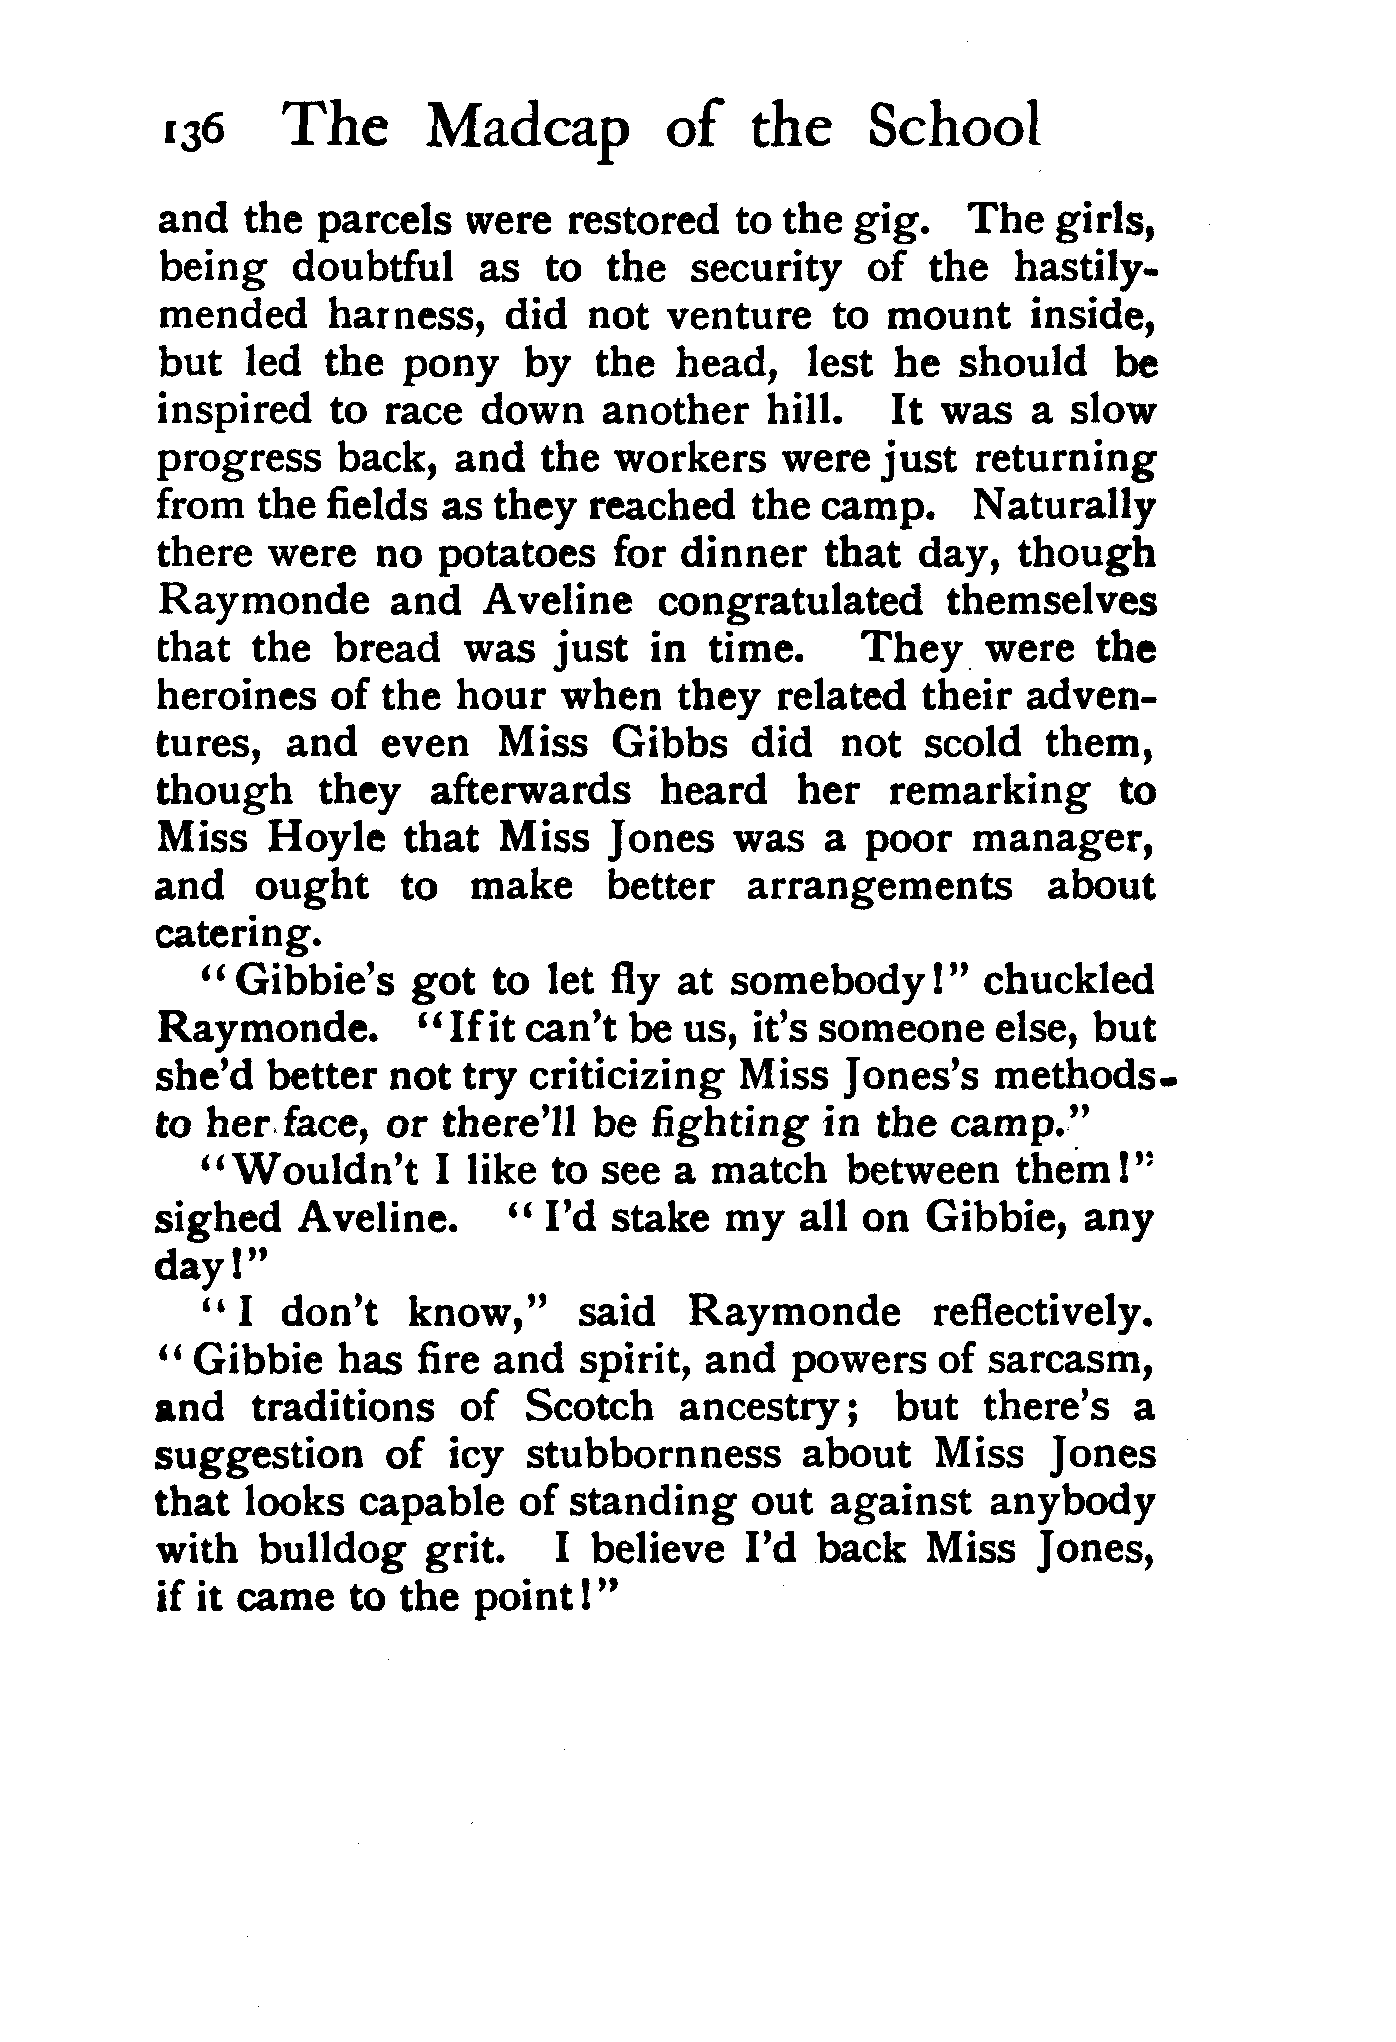 136 The Madcap of the School
and the parcels were restored to the gig. The girls,
being doubtful as to the security of the hastily-
mended harness, did not venture to mount inside,
but led the pony by the head, lest he should be
inspired to race down another hill. It was a slow
progress back, and the workers were just returning
from the fields as they reached the camp. Naturally
there were no potatoes for dinner that day, though
Raymonde and Aveline congratulated themselves
that the bread was just in time. They were the
heroines of the hour when they related their adven-
tures, and even Miss Gibbs did not scold them,
though they afterwards heard her remarking to
Miss Hoyle that Miss Jones was a poor manager,
and ought to make better arrangements about
catering.
"Gibbie's got to let fly at somebody!" chuckled
Raymonde. "If it can't be us, it's someone else, but
she'd better not try criticizing Miss Jones's methods-
to her face, or there'll be fighting in the camp."
"Wouldn't I like to see a match between them!"
sighed Aveline. "I'd stake my all on Gibbie, any
day!"
"I don't know," said Raymonde reflectively.
"Gibbie has fire and spirit, and powers of sarcasm,
and traditions of Scotch ancestry; but there's a
suggestion of icy stubbornness about Miss Jones
that looks capable of standing out against anybody
with bulldog grit. I believe I'd back Miss Jones,
if it came to the point!"